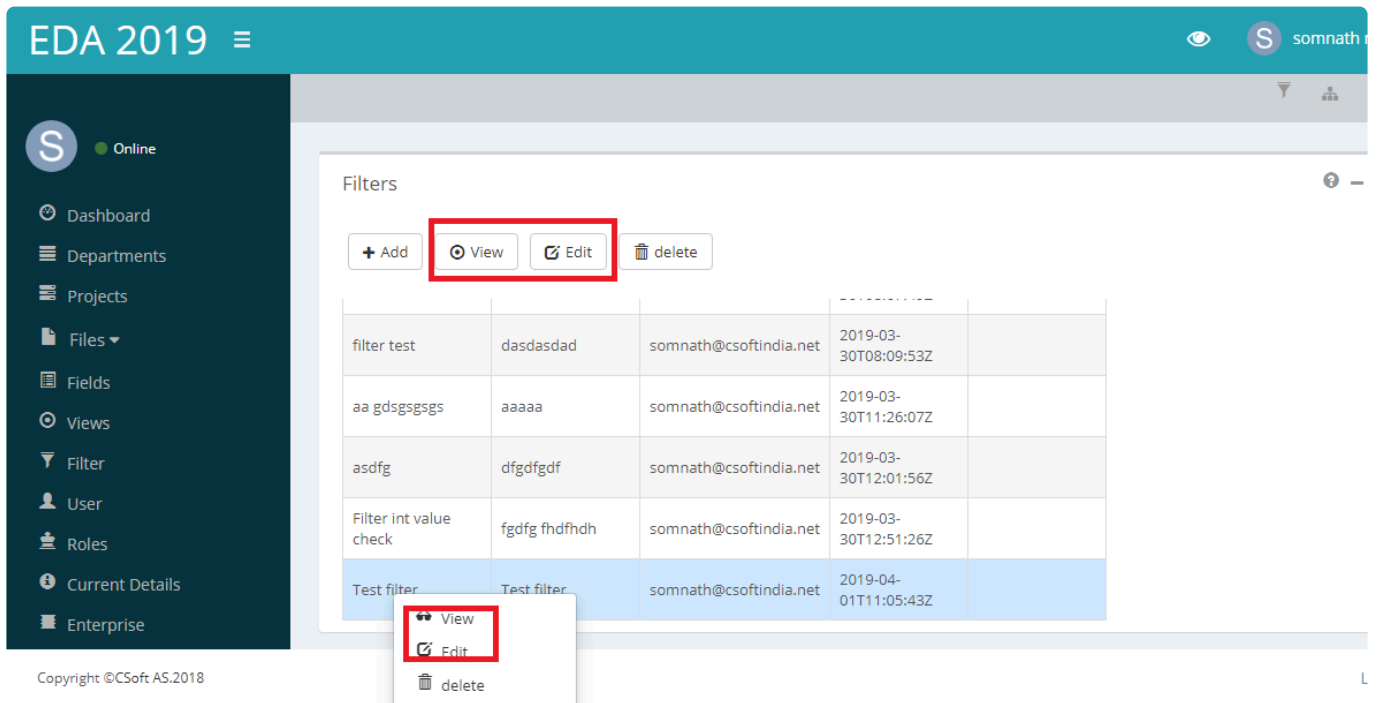 EDA 2019
S somnath
S Online
Filters
Dashboard
Departments
Projects
Files
Fields
Views
Filter
User
Roles
Current Details
Enterprise
Add View Edit delete
filter test dasdasdad somnath@csoftindia.net 2019-03-
30T08:09:53Z
aa gdsgsgsgs aaaaa somnath@csoftindia.net 2019-03-
30T11:26:07Z
asdfg dfgdfgdf somnath@csoftindia.net 2019-03-
30T12:01:56Z
Filter int value fgdfg fhdfhdh somnath@csoftindia.net 2019-03-
check 30T12:51:26Z
Test filter Test filter somnath@csoftindia.net 2019-04-
01T11:05:43Z
View
Edit
delete
Copyright ©CSoft AS.2018
L